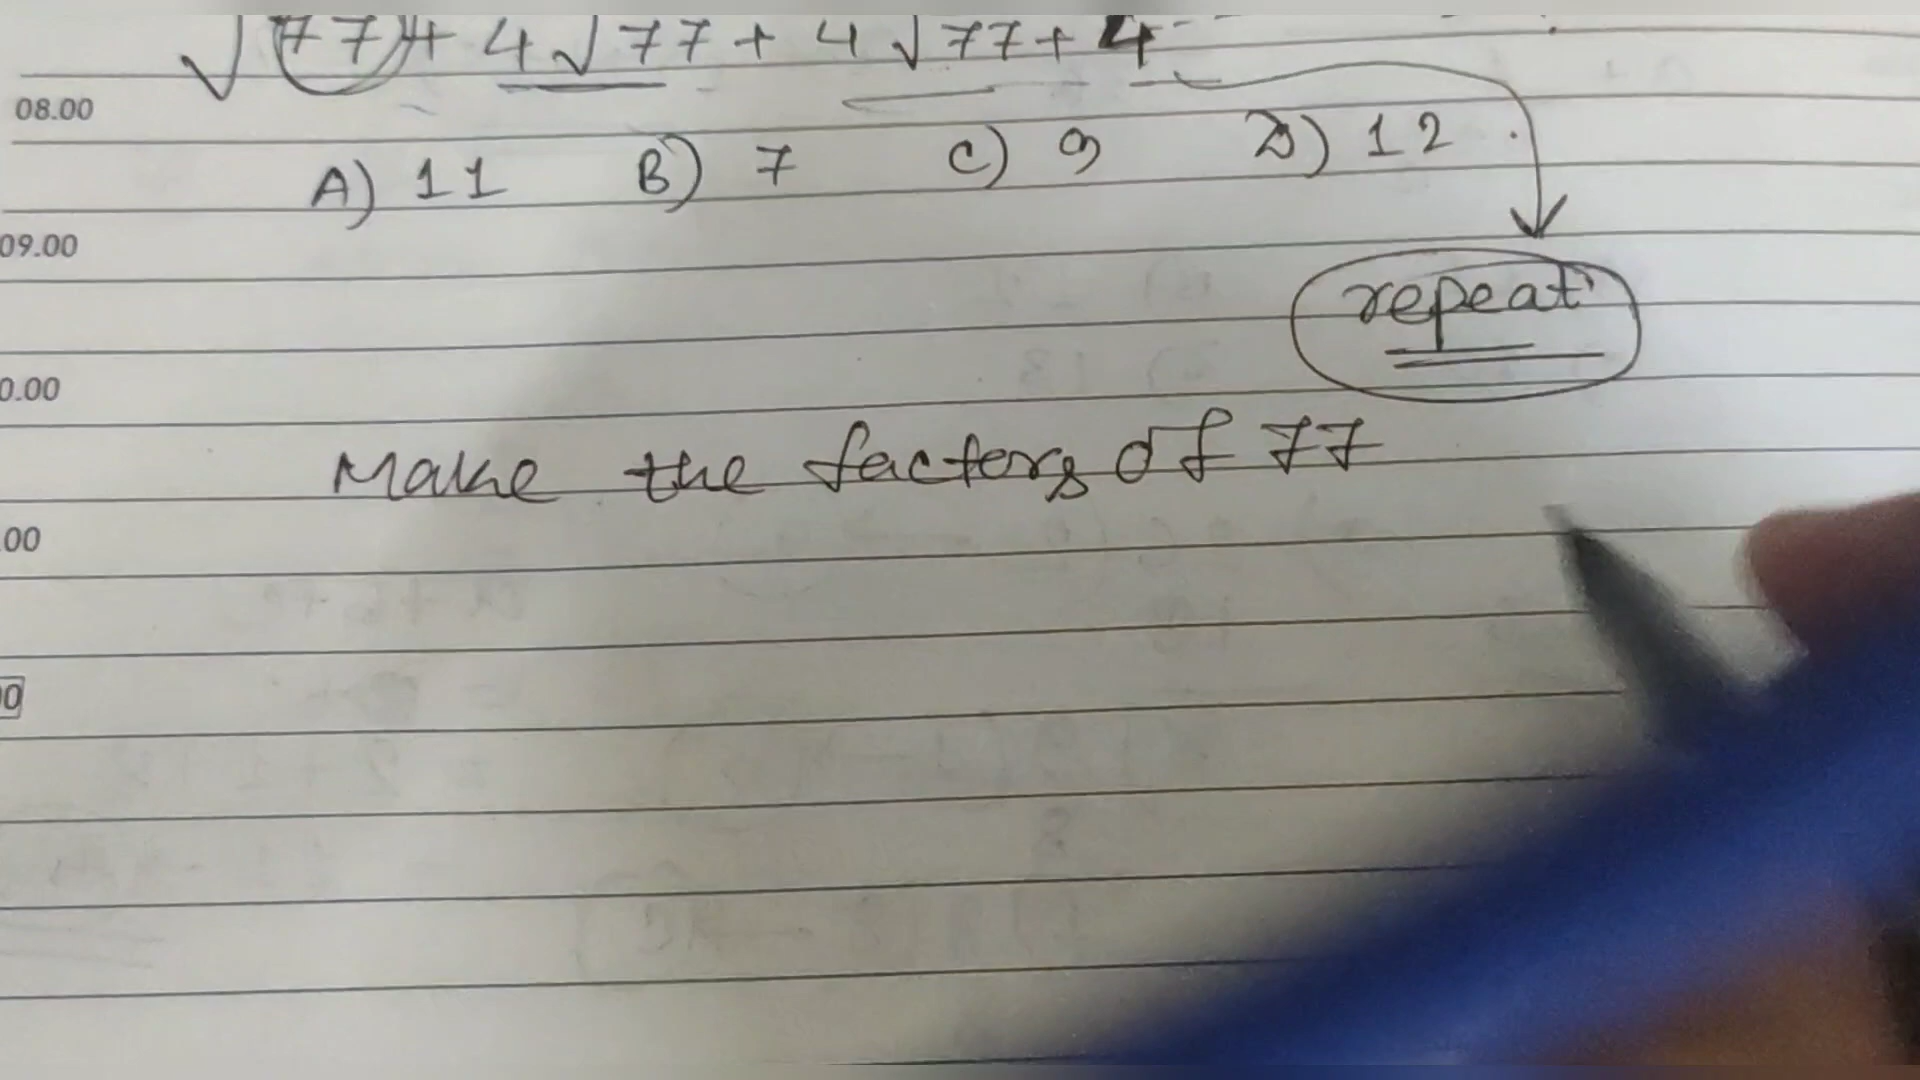 √77 + 4√77 + 4√77 + 4 -----
08.00
A) 11 B) 7 C) 9 D) 12
09.00
repeat
0.00
Make the factors of 77
.00
00